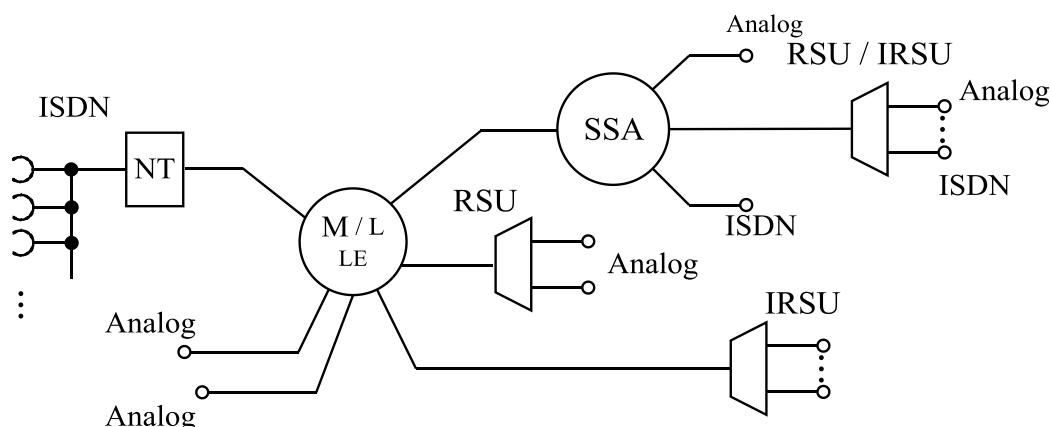 Analog
RSU / IRSU
Analog
ISDN
SSA
NT
ISDN
RSU
ISDN
M / L
LE
Analog
IRSU
Analog
Analog